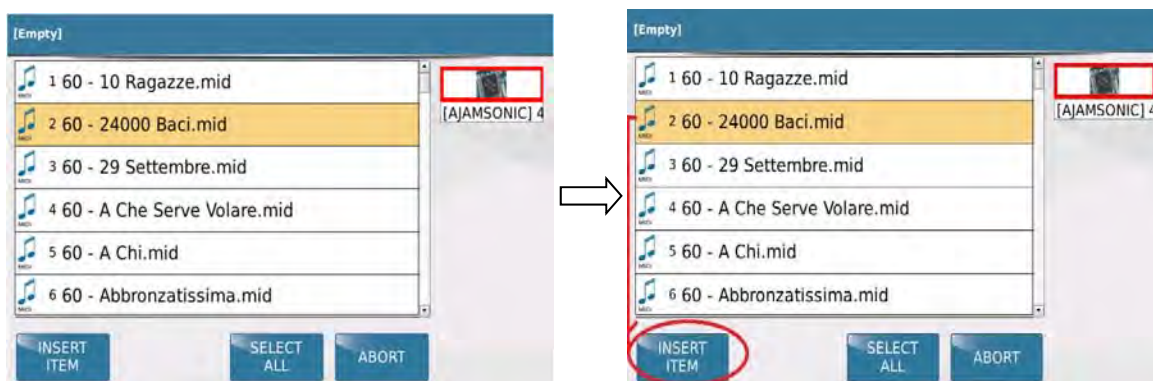 [Empty]
1 60 - 10 Ragazze.mid
2 60 - 24000 Baci.mid
3 60 - 29 Settembre.mid
4 60 - A Che Serve Volare.mid
5 60 - A Chi.mid
6 60 - Abbronzatissima.mid
[AJAMSONIC] 4
INSERT
ITEM
SELECT
ALL
ABORT
[Empty]
1 60 - 10 Ragazze.mid
2 60 - 24000 Baci.mid
3 60 - 29 Settembre.mid
4 60 - A Che Serve Volare.mid
5 60 - A Chi.mid
6 60 - Abbronzatissima.mid
[AJAMSONIC] 4
INSERT
ITEM
SELECT
ALL
ABORT